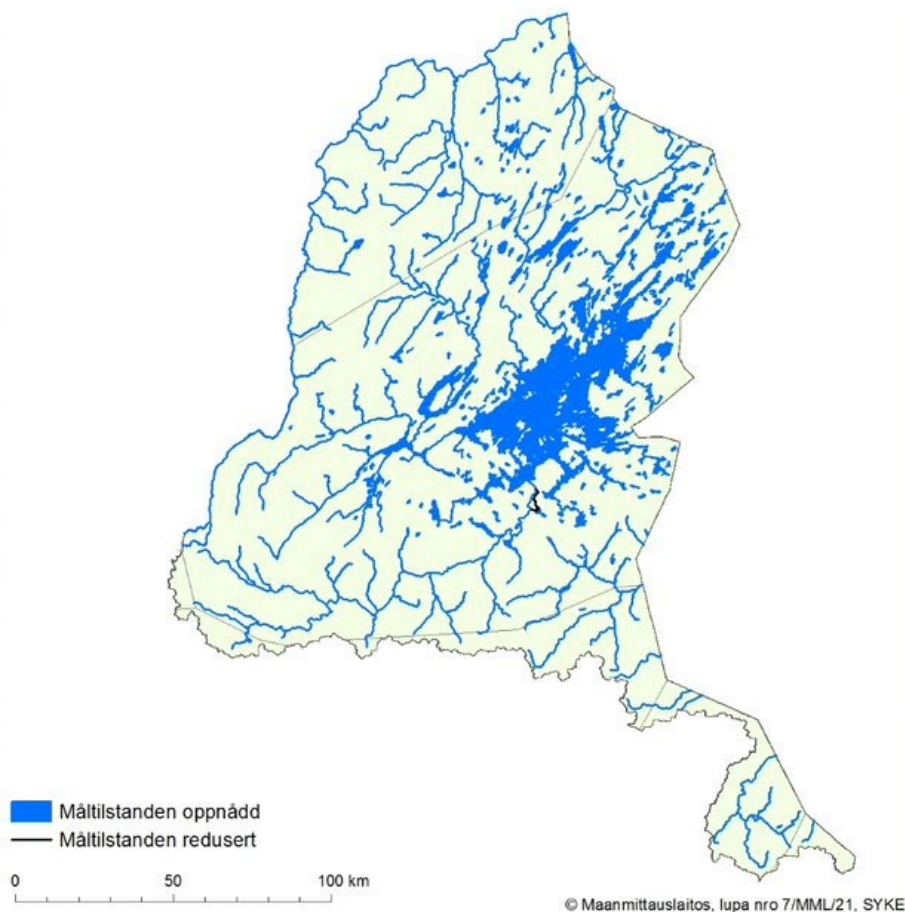 Måltilstanden oppnådd
Måltilstanden redusert
0 50 100 km
© Maanmittauslaitos, lupa nro 7/MML/21, SYKE